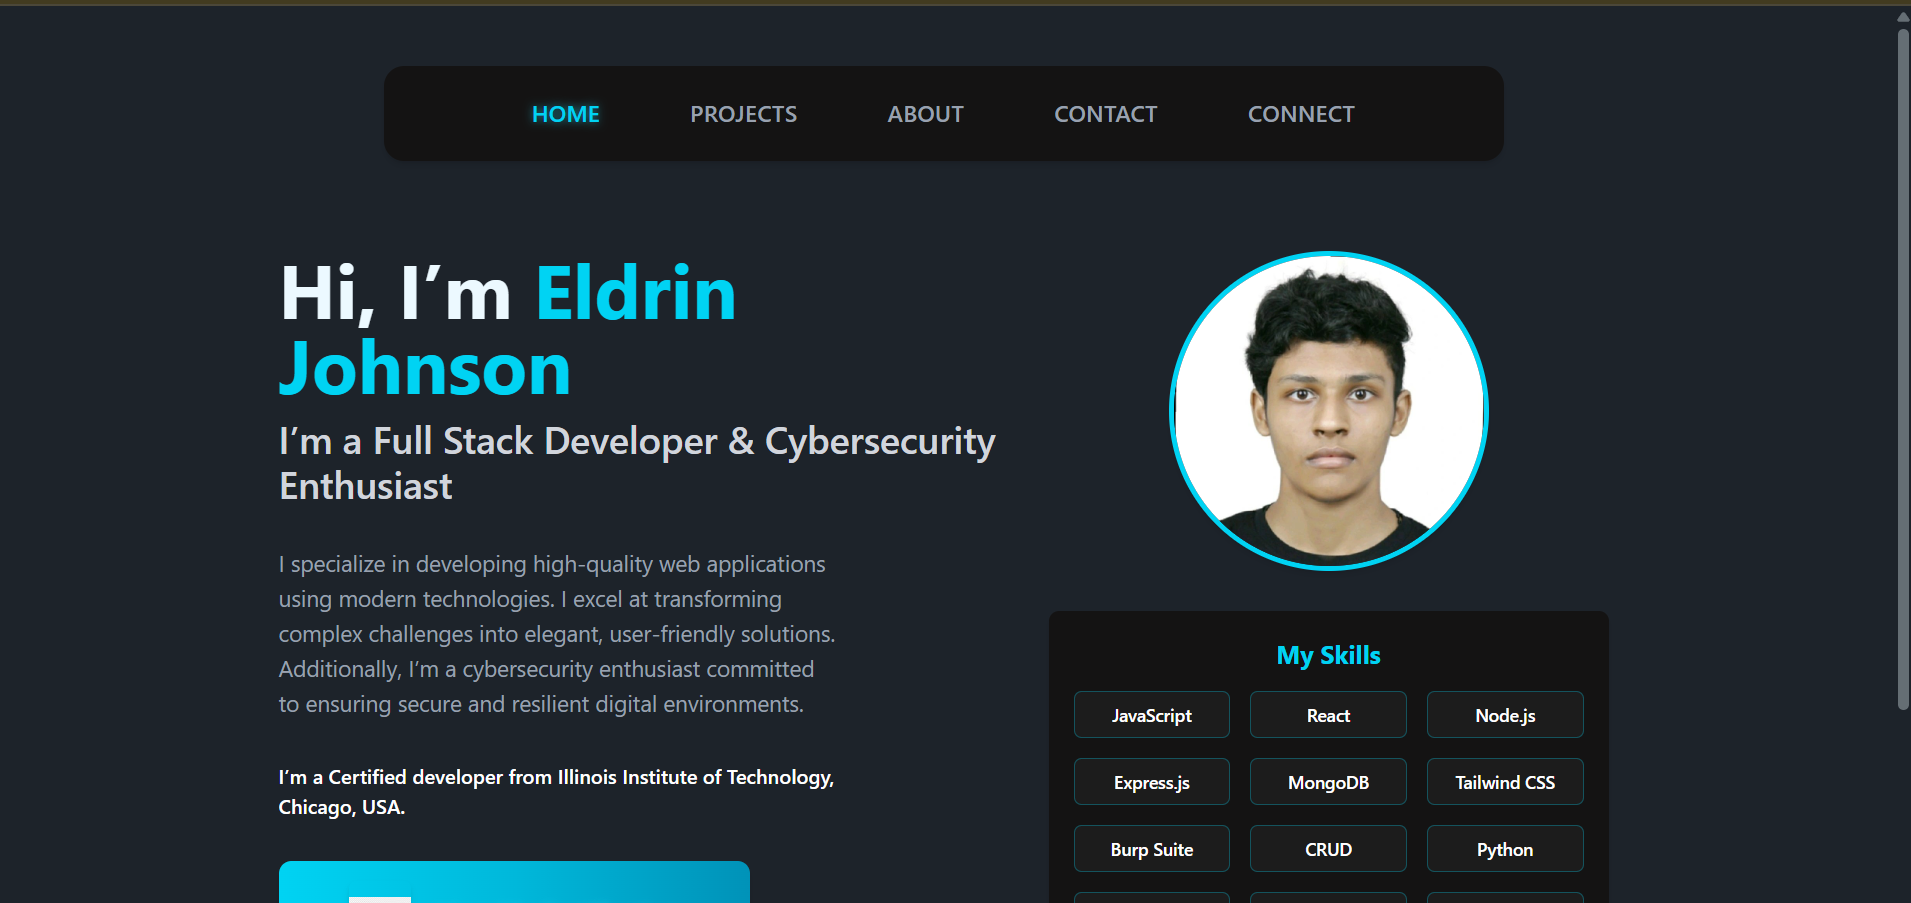 HOME PROJECTS ABOUT CONTACT CONNECT
Hi, I’m Eldrin
Johnson
I’m a Full Stack Developer & Cybersecurity
Enthusiast
I specialize in developing high-quality web applications
using modern technologies. I excel at transforming
complex challenges into elegant, user-friendly solutions.
Additionally, I’m a cybersecurity enthusiast committed
to ensuring secure and resilient digital environments.
I’m a Certified developer from Illinois Institute of Technology,
Chicago, USA.
My Skills
JavaScript React Node.js
Express.js MongoDB Tailwind CSS
Burp Suite CRUD Python